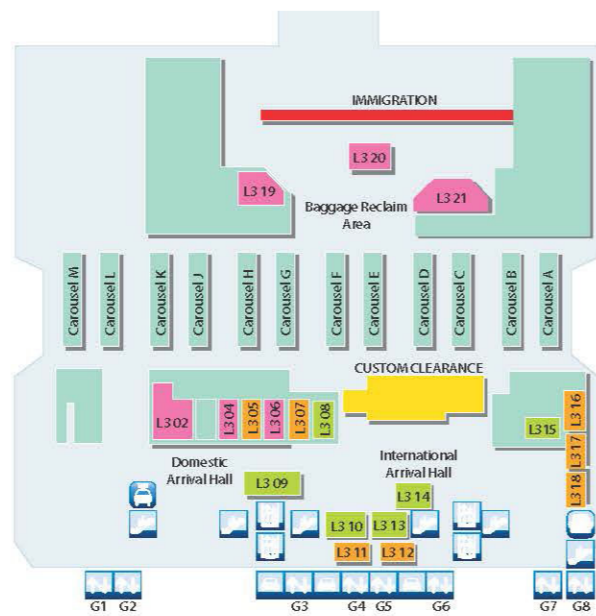 IMMIGRATION
L3 20
L3 19
L3 21
Baggage Reclaim
Area
Carousel M
Carousel L
Carousel K
Carousel J
Carousel H
Carousel G
Carousel F
Carousel E
Carousel D
Carousel C
Carousel B
Carousel A
CUSTOM CLEARANCE
L3 02
L3 04
L3 05
L3 06
L3 07
L3 08
L3 15
L3 16
L3 17
L3 18
Domestic
Arrival Hall
International
Arrival Hall
L3 09
L3 14
L3 10
L3 13
L3 11
L3 12
G1 G2 G3 G4 G5 G6 G7 G8